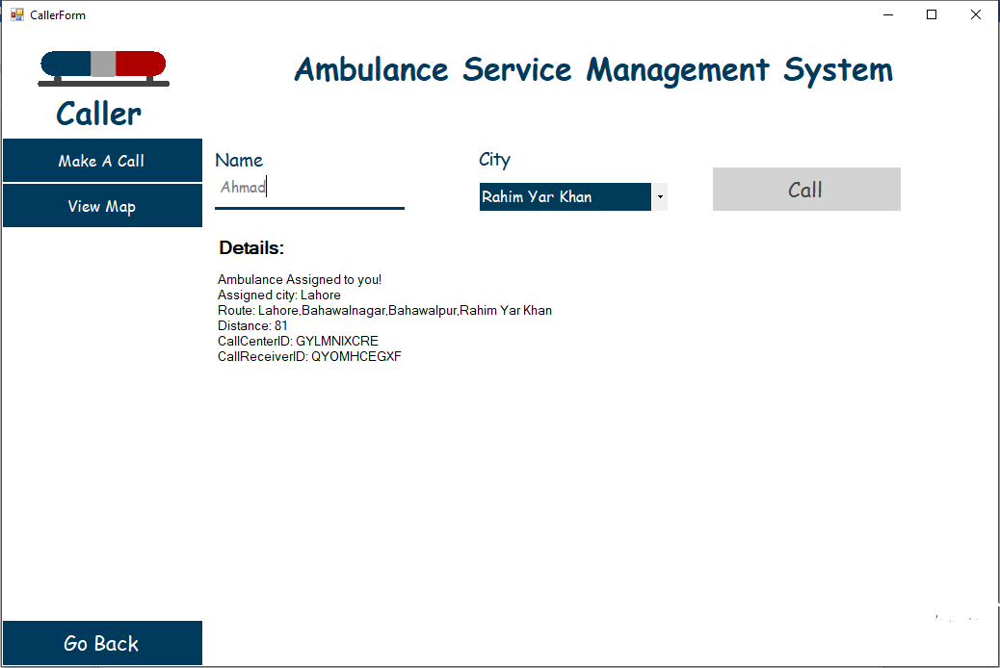 CallerForm
Ambulance Service Management System
Caller
Make A Call
View Map
Name
Ahmad
City
Rahim Yar Khan
Call
Details:
Ambulance Assigned to you!
Assigned city: Lahore
Route: Lahore,Bahawalnagar,Bahawalpur,Rahim Yar Khan
Distance: 81
CallCenterID: GYLMNIXCRE
CallReceiverID: QYOMHCEGXF
Go Back